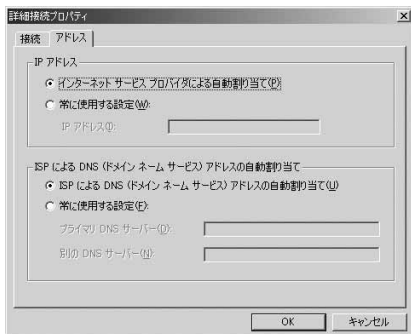 詳細接続プロパティ
接続 アドレス
IP アドレス
インターネット サービス プロバイダによる自動割り当て(P)
常に使用する設定(W):
IP アドレス(I):
ISP による DNS (ドメイン ネーム サービス) アドレスの自動割り当て
ISP による DNS (ドメイン ネーム サービス) アドレスの自動割り当て(U)
常に使用する設定(F):
プライマリ DNS サーバー(D):
別の DNS サーバー(N):
OK キャンセル